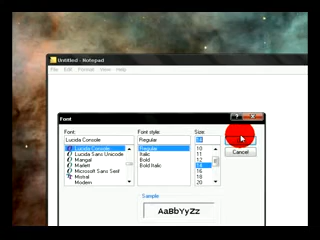 Untitled - Notepad
File Edit Format View Help
Font
Font: Font style: Size:
Lucida Console Regular 14
Lucida Console Regular 10
Lucida Sans Unicode Italic 11
Mangal Bold 12
Marlett Bold Italic 14
Microsoft Sans Serif 16
Mistral 18
Modern 20
Cancel
Sample
AaBbYyZz